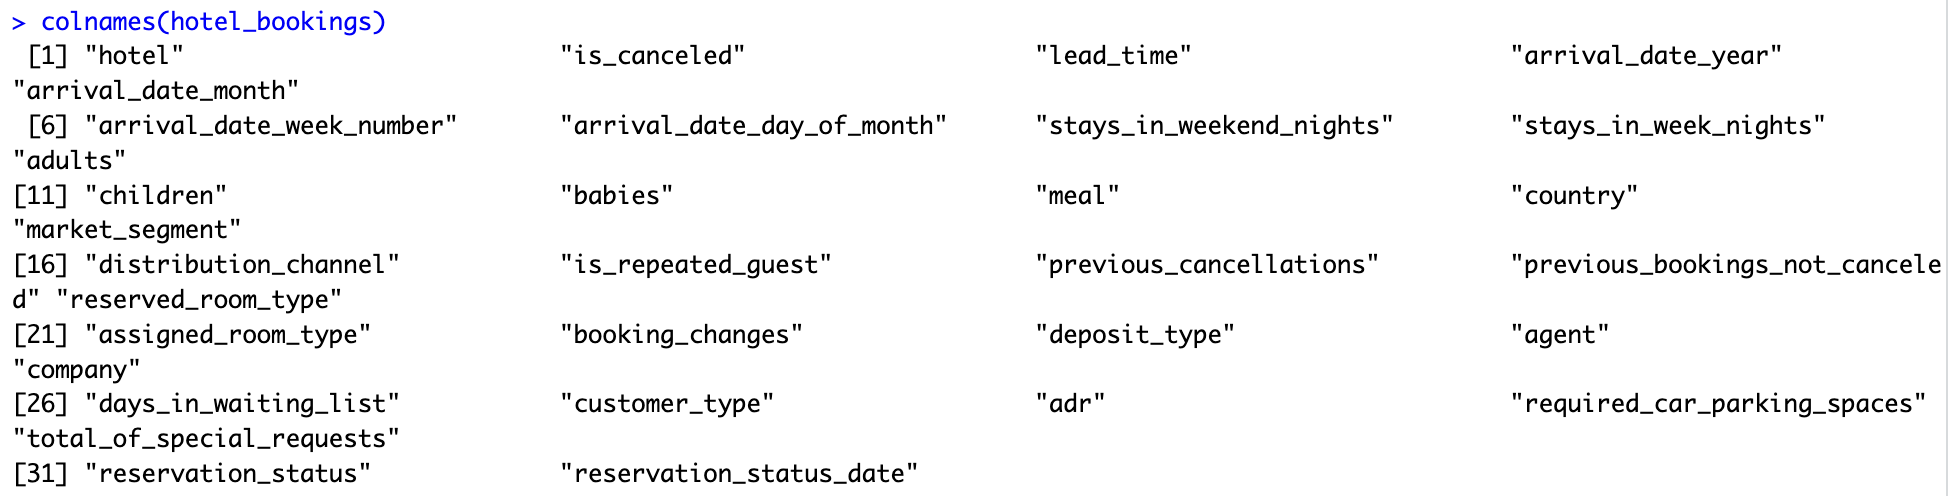 > colnames(hotel_bookings)
[1] "hotel" "is_canceled" "lead_time" "arrival_date_year"
"arrival_date_month"
[6] "arrival_date_week_number" "arrival_date_day_of_month" "stays_in_weekend_nights" "stays_in_week_nights"
"adults"
[11] "children" "babies" "meal" "country"
"market_segment"
[16] "distribution_channel" "is_repeated_guest" "previous_cancellations" "previous_bookings_not_cancele
d" "reserved_room_type"
[21] "assigned_room_type" "booking_changes" "deposit_type" "agent"
"company"
[26] "days_in_waiting_list" "customer_type" "adr" "required_car_parking_spaces"
"total_of_special_requests"
[31] "reservation_status" "reservation_status_date"